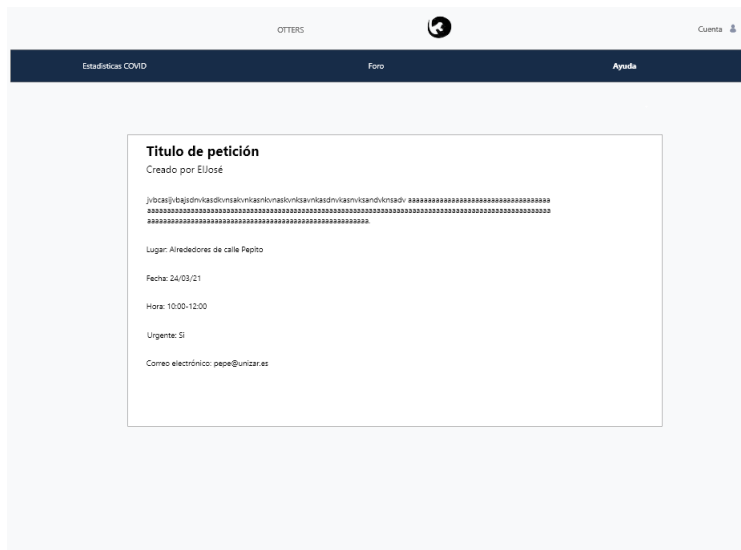 OTTERS
Cuenta
Estadísticas COVID
Foro
Ayuda
Titulo de petición
Creado por ElJosé
Lugar: Alrededores de calle Pepito
Fecha: 24/03/21
Hora: 10:00-12:00
Urgente: Si
Correo electrónico: pepe@unizar.es